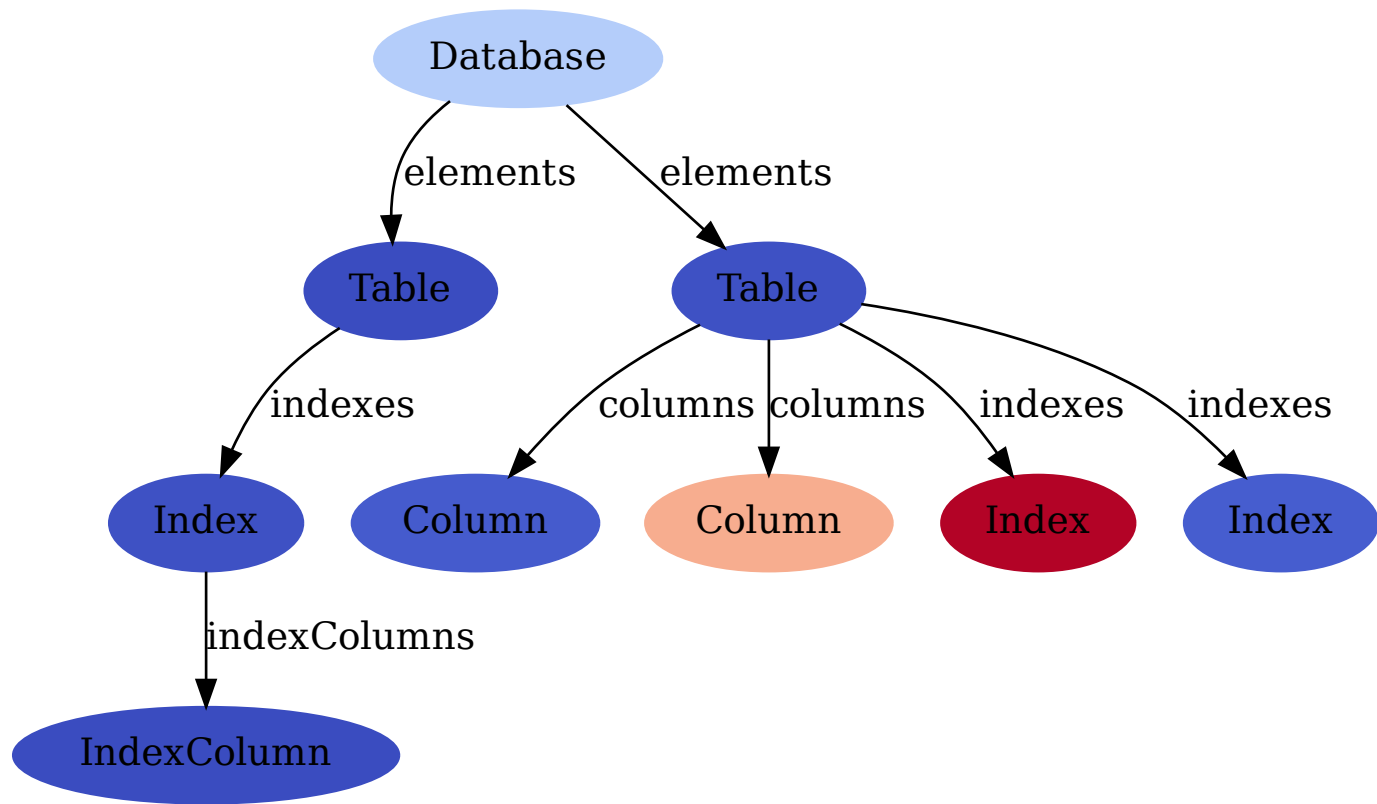 Database
elements
elements
Table
Table
indexes
columns
columns
indexes
indexes
Index
Column
Column
Index
Index
indexColumns
IndexColumn